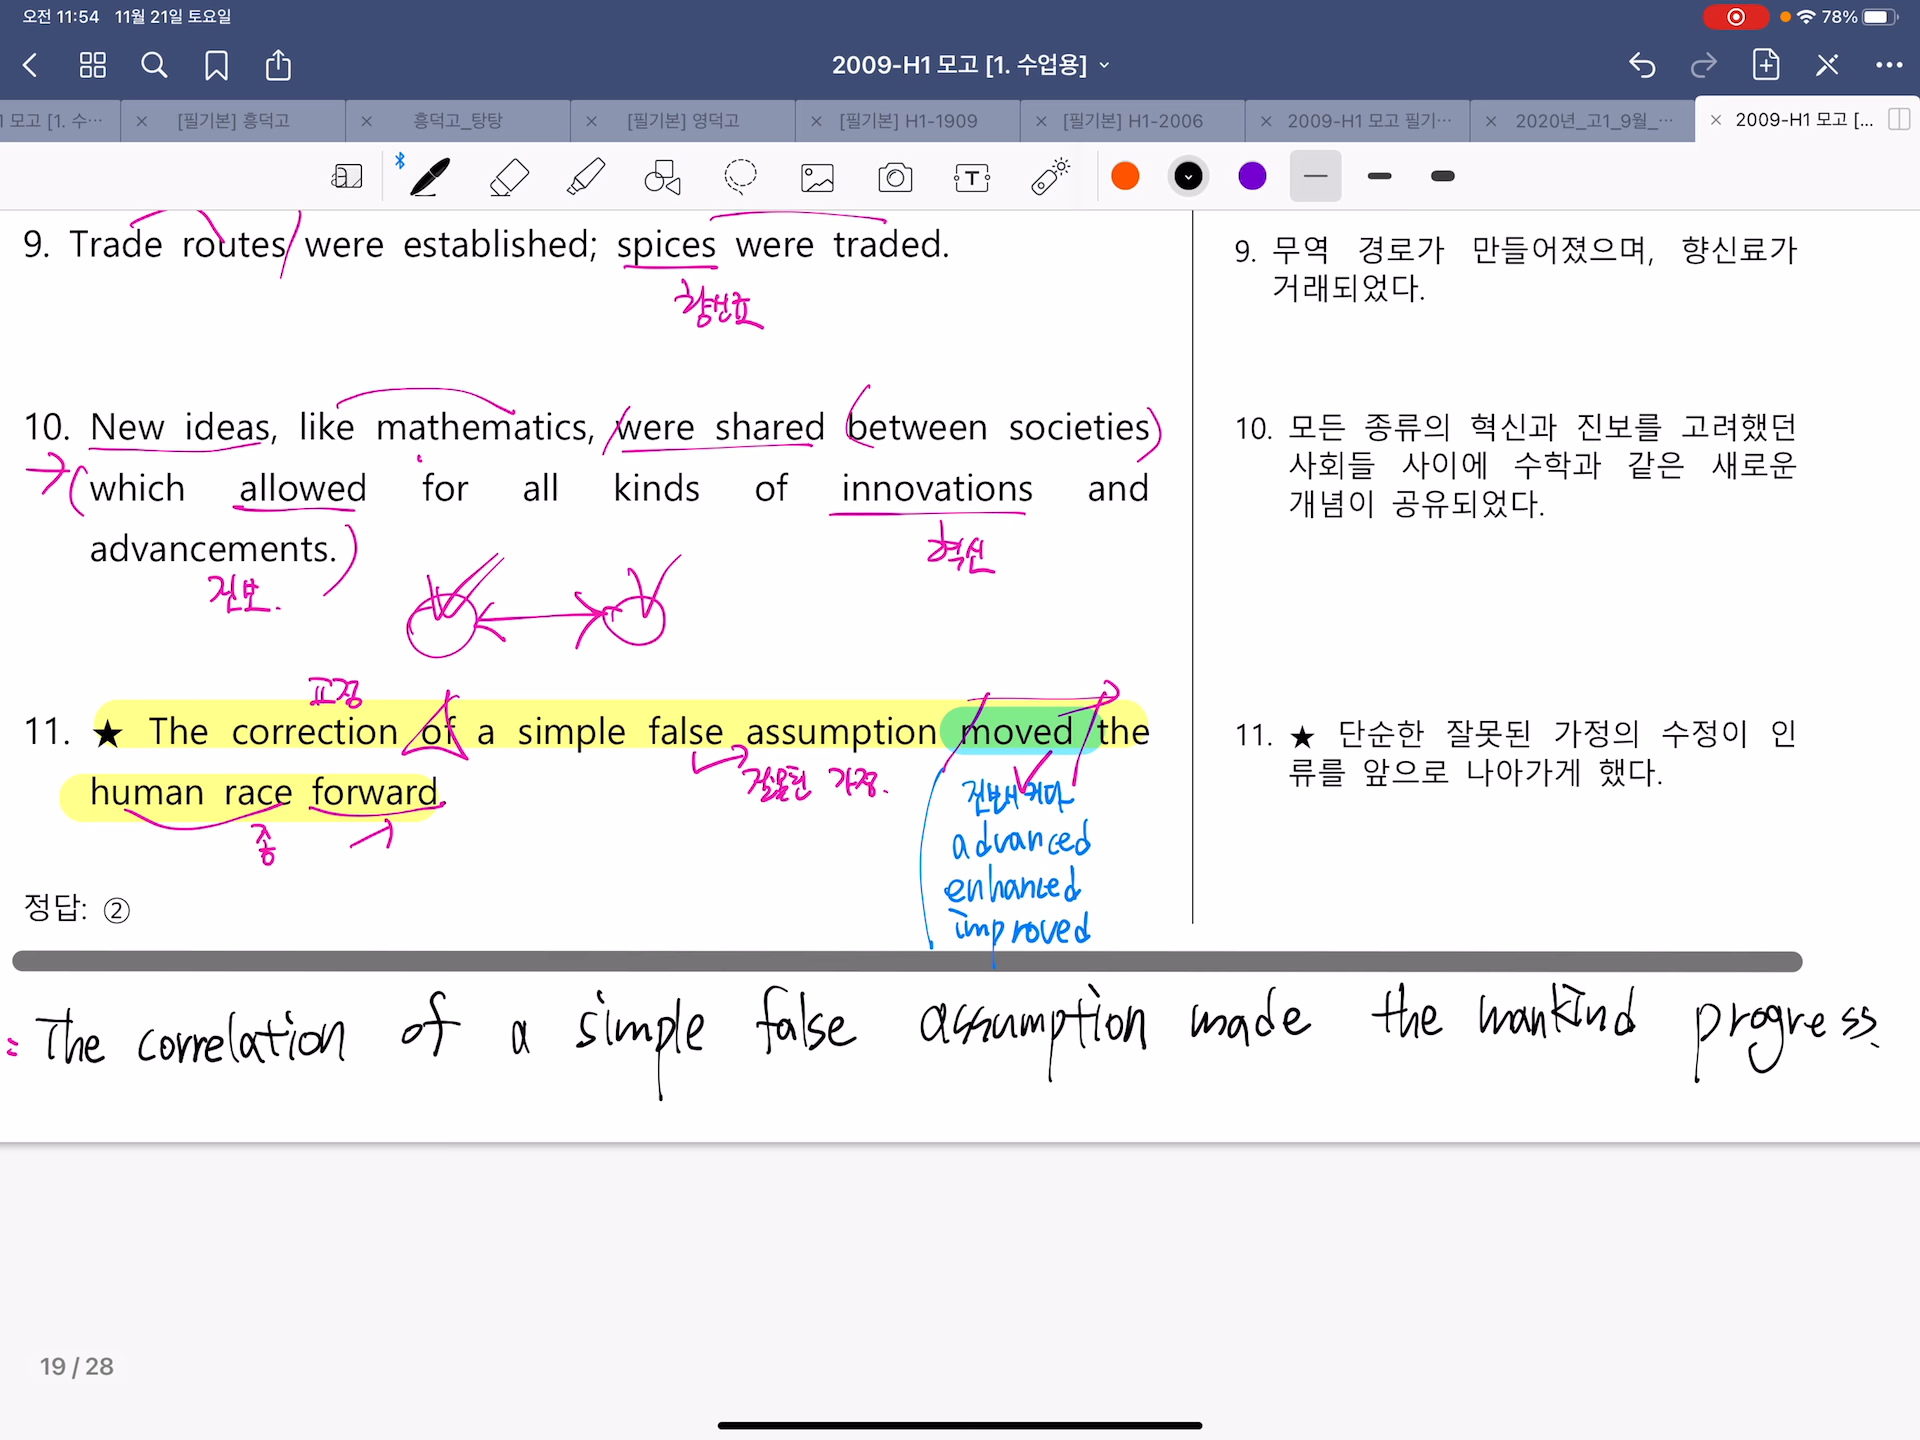 오전 11:54 11월 21일 토요일 78%
2009-H1 모고 [1. 수업용]
모고 [1. 수… [필기본] 흥덕고 흥덕고_탕탕 [필기본] 영덕고 [필기본] H1-1909 [필기본] H1-2006 2009-H1 모고 필기… 2020년_고1_9월_… 2009-H1 모고 [...
9. Trade routes were established; spices were traded.
향신료
10. New ideas, like mathematics, were shared between societies
which allowed for all kinds of innovations and
advancements.
혁신
진보.
표정
11. ★ The correction of a simple false assumption moved the
human race forward.
잘못된 가정.
종
전보시키다
advanced
enhanced
improved
정답: ②
9. 무역 경로가 만들어졌으며, 향신료가
거래되었다.
10. 모든 종류의 혁신과 진보를 고려했던
사회들 사이에 수학과 같은 새로운
개념이 공유되었다.
11. ★ 단순한 잘못된 가정의 수정이 인
류를 앞으로 나아가게 했다.
= The correlation of a simple false assumption made the mankind progress.
19 / 28